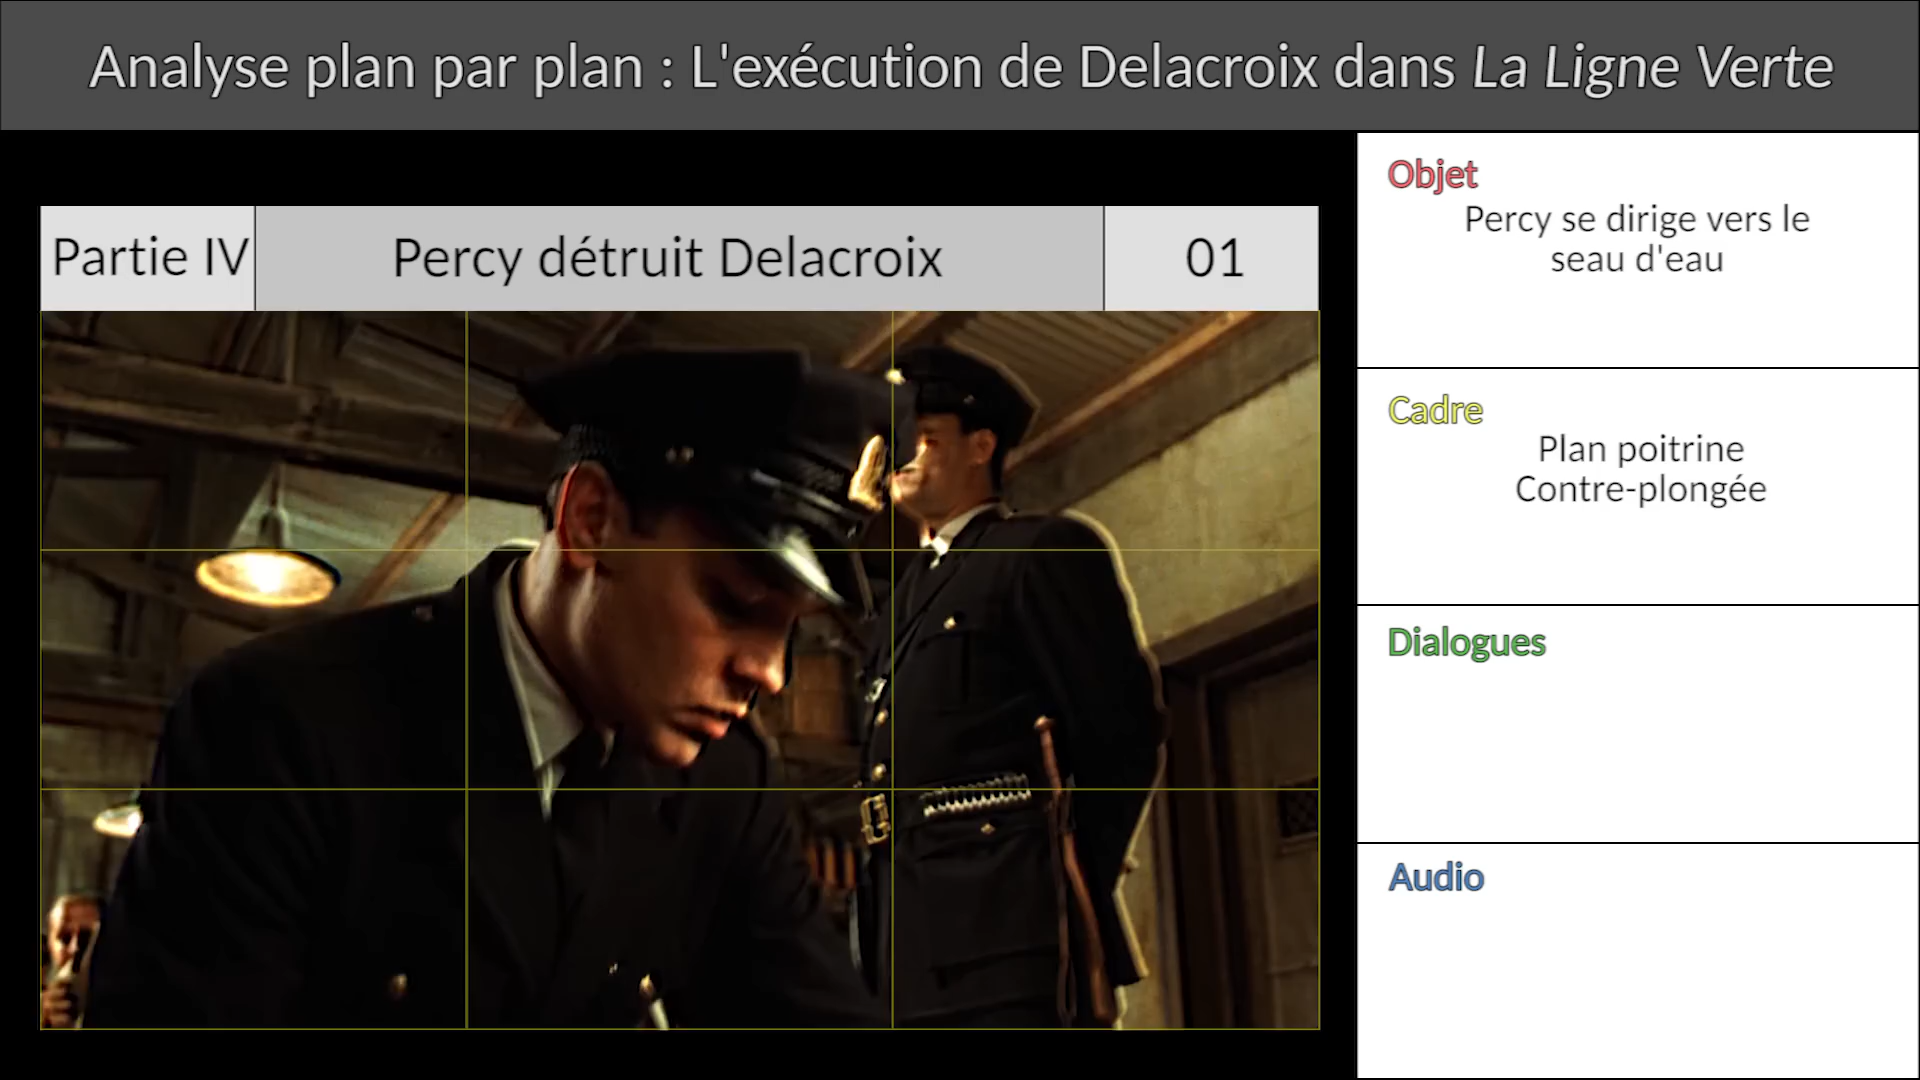 Analyse plan par plan : L'exécution de Delacroix dans La Ligne Verte
Partie IV
Percy détruit Delacroix
01
Objet
Percy se dirige vers le
seau d'eau
Cadre
Plan poitrine
Contre-plongée
Dialogues
Audio